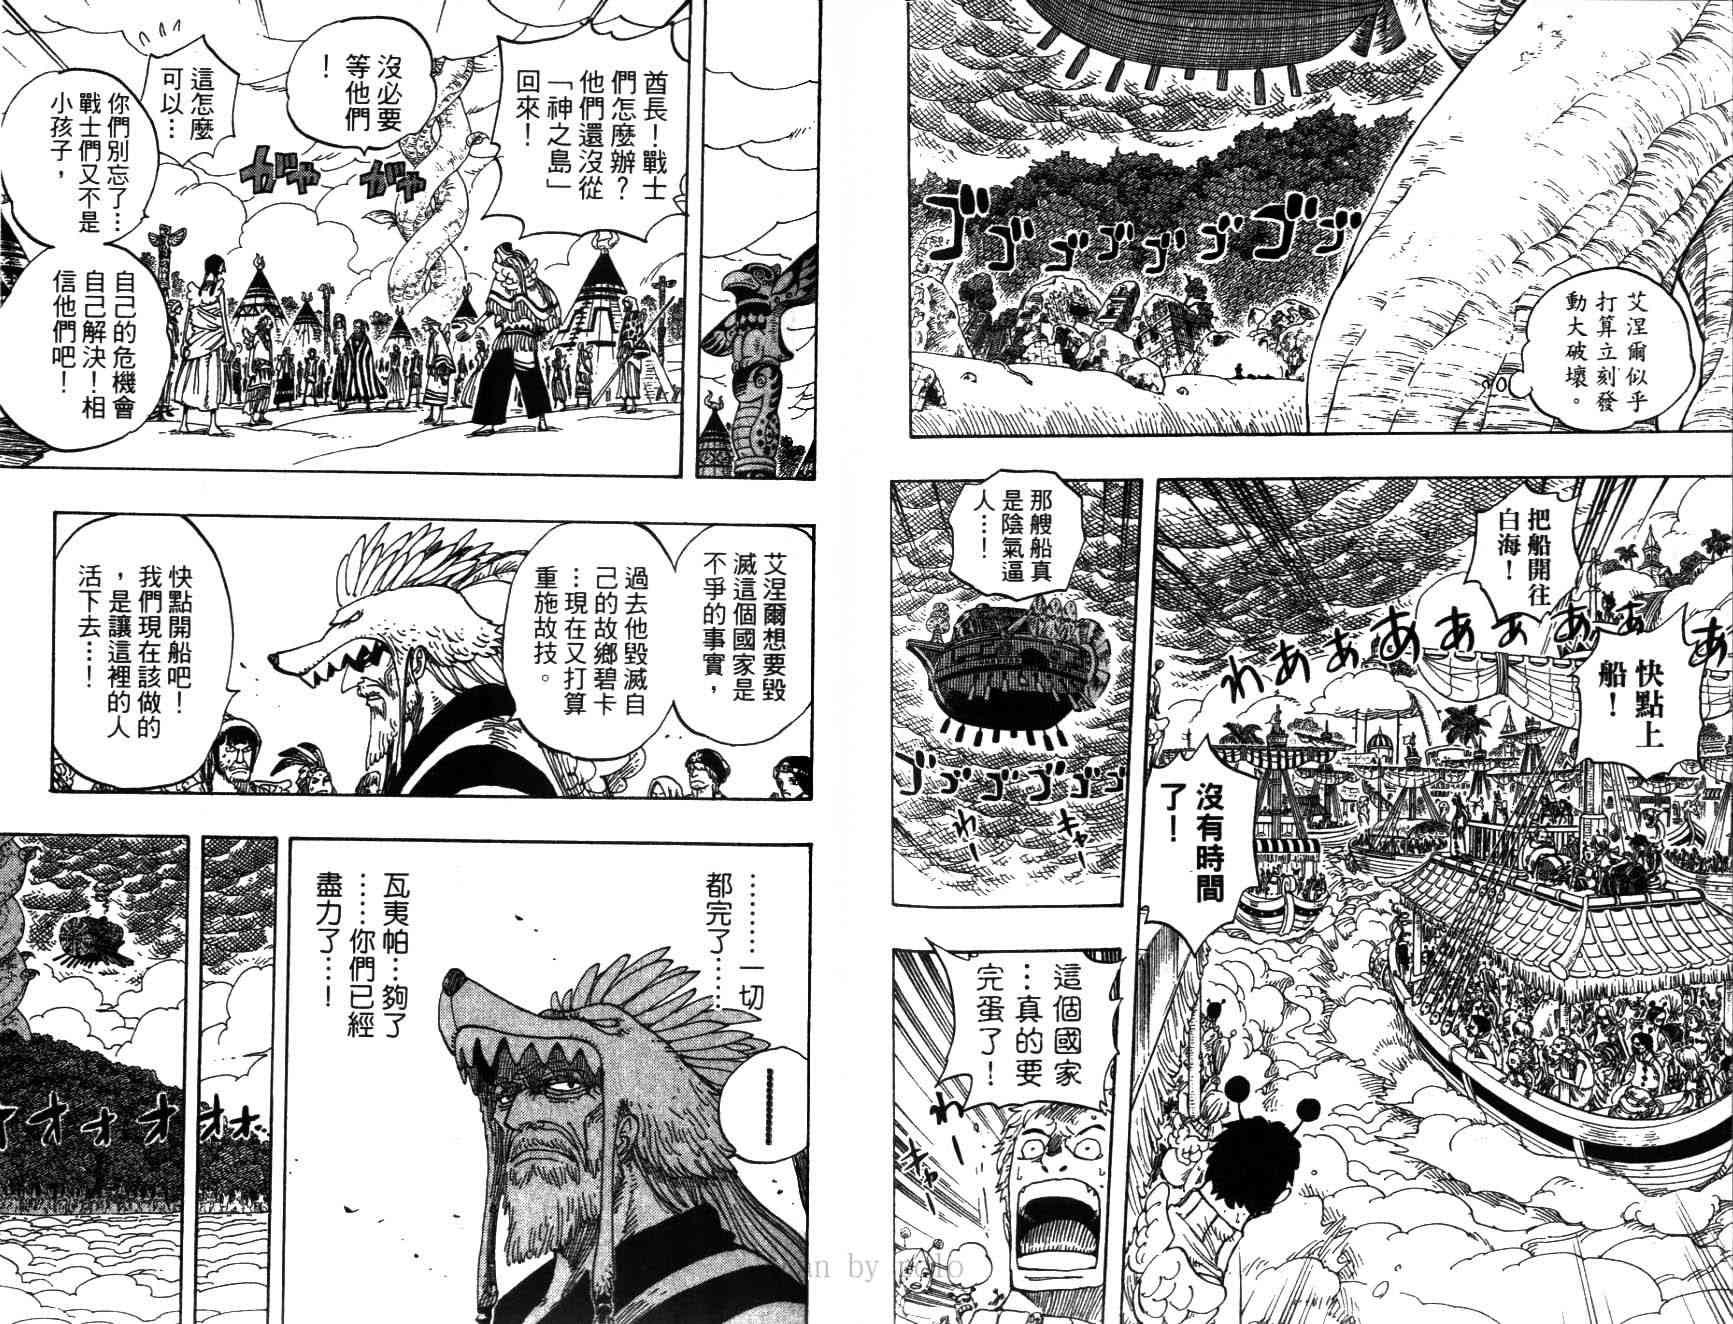 艾涅爾似乎
打算立刻發
動大破壞。
ゴゴゴゴゴゴゴゴ
把船開往
白海！
快點上
船！
わぁぁぁぁぁぁぁ
沒有時間
了！
那艘船真
是陰氣逼
人…！
ゴゴゴゴゴゴ
キャー
わー
這個國家
…真的要
完蛋了！
わー
キャー
酋長！戰士
們怎麼辦？
他們還沒從
「神之島」
回來！
沒必要
等他們
！
ガヤ
ガヤ
這怎麼
可以…
你們別忘了…
戰士們又不是
小孩子，
自己的危機會
自己解決！相
信他們吧！
艾涅爾想要毀
滅這個國家是
不爭的事實，
過去他毀滅自
己的故鄉碧卡
…現在又打算
重施故技。
快點開船吧！
我們現在該做的
，是讓這裡的人
活下去…！
…………
………一切
都完了……
瓦夷帕…夠了
……你們已經
盡力了…！
オオオオオオ
by polo